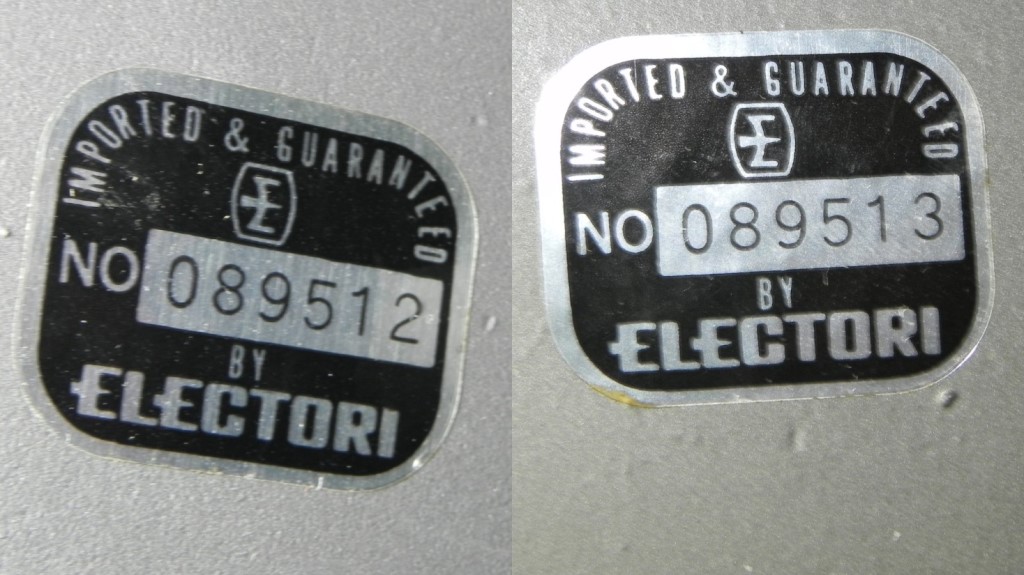 IMPORTED & GUARANTEED
NO 089512
BY
ELECTORI
IMPORTED & GUARANTEED
NO 089513
BY
ELECTORI